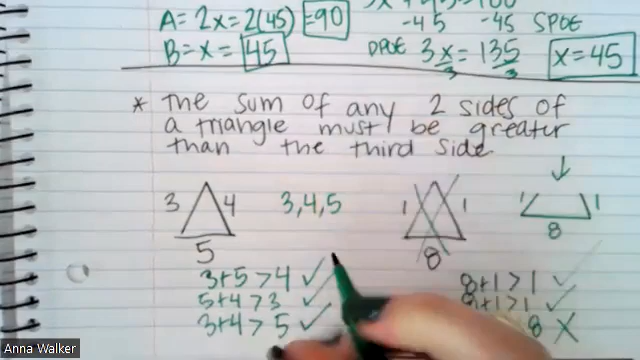 A = 2x = 2(45) = 90
-45 -45 SPOE
B = x = 45
DPOE 3x = 135
3 3
x = 45
* The sum of any 2 sides of
a triangle must be greater
than the third side
3 4 5
3,4,5
1 1 8
1 1 8
3+5 > 4 ✓
5+4 > 3 ✓
3+4 > 5 ✓
8+1 > 1 ✓
8+1 > 1 ✓
8 X
Anna Walker